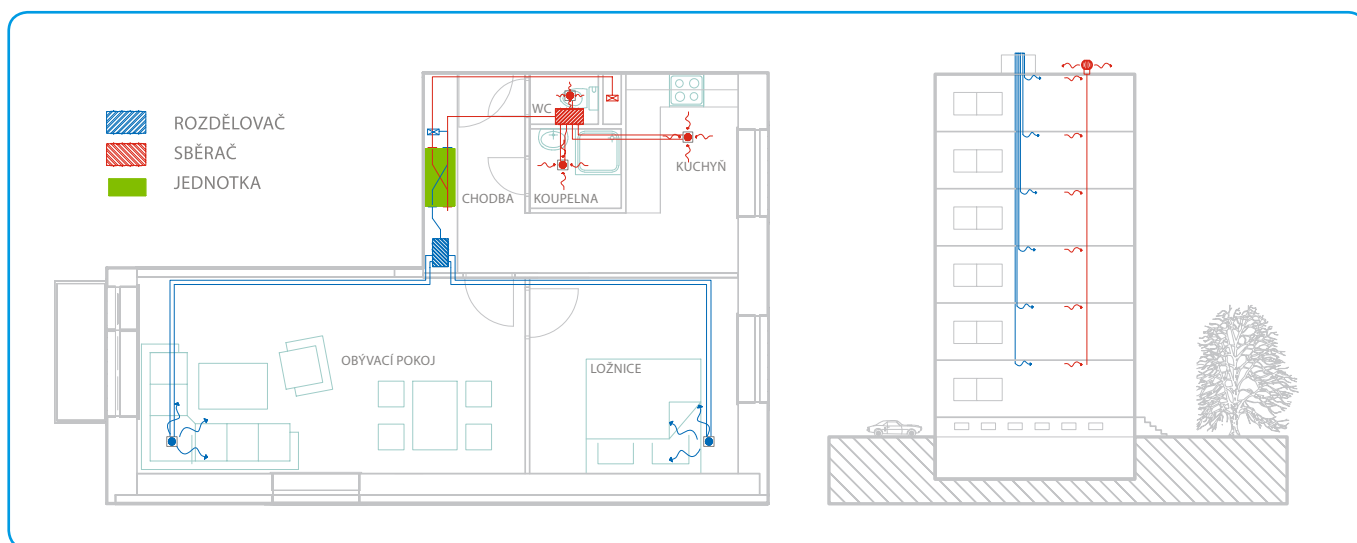 ROZDĚLOVAČ
SBĚRAČ
JEDNOTKA
WC
KUCHYŇ
CHODBA
KOUPELNA
OBÝVACÍ POKOJ
LOŽNICE